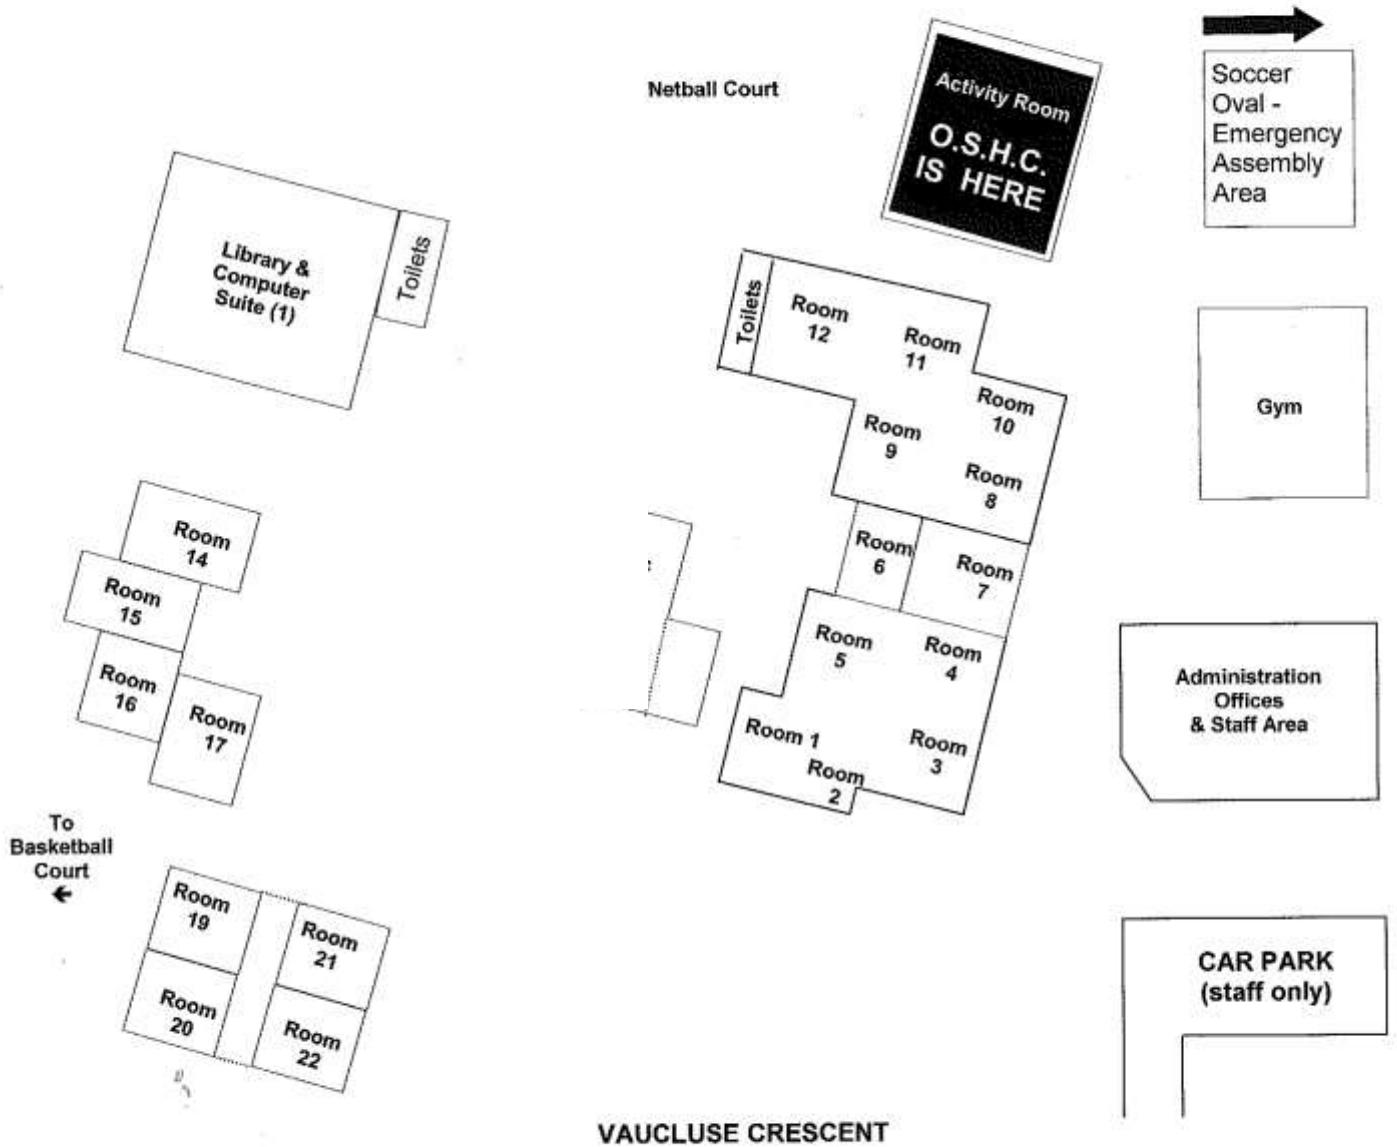 Netball Court
Activity Room
O.S.H.C.
IS HERE
Soccer
Oval -
Emergency
Assembly
Area
Library &
Computer
Suite (1)
Toilets
Toilets
Room
12
Room
11
Room
10
Room
9
Room
8
Gym
Room
14
Room
15
Room
16
Room
17
Room
6
Room
7
Room
5
Room
4
Room 1
Room
2
Room
3
Administration
Offices
& Staff Area
To
Basketball
Court
Room
19
Room
21
Room
20
Room
22
CAR PARK
(staff only)
VAUCLUSE CRESCENT